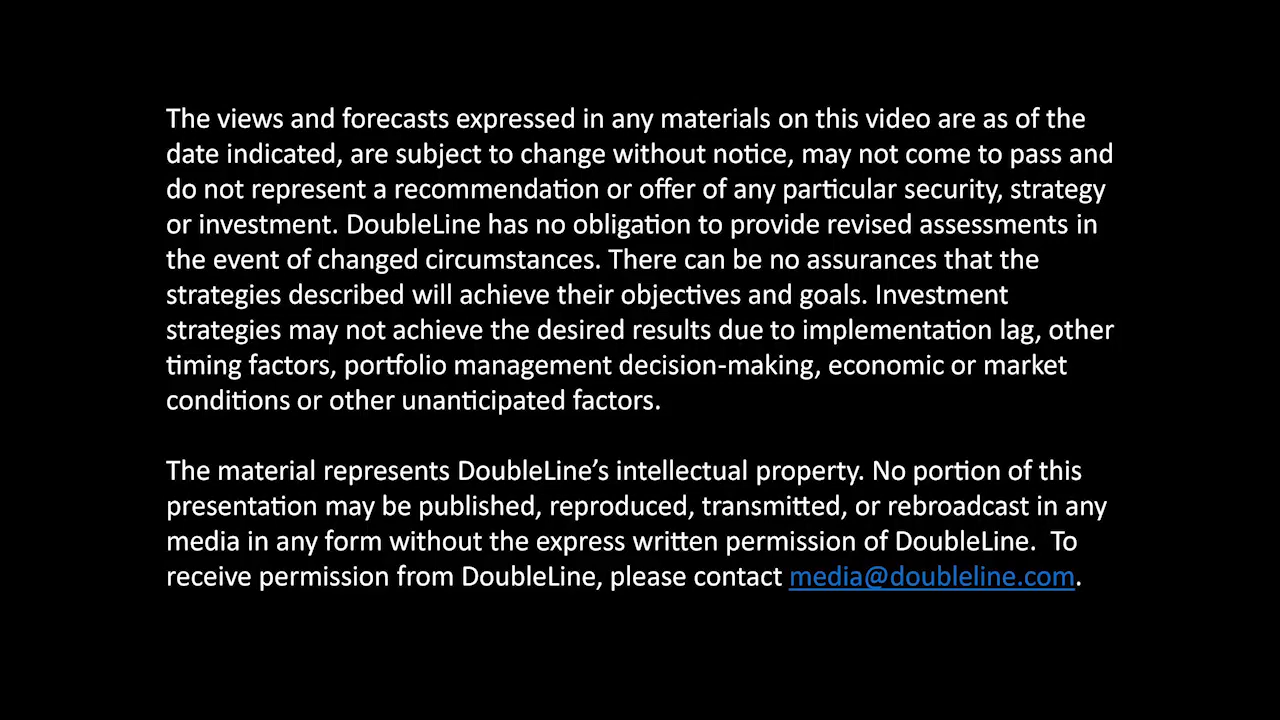 The views and forecasts expressed in any materials on this video are as of the
date indicated, are subject to change without notice, may not come to pass and
do not represent a recommendation or offer of any particular security, strategy
or investment. DoubleLine has no obligation to provide revised assessments in
the event of changed circumstances. There can be no assurances that the
strategies described will achieve their objectives and goals. Investment
strategies may not achieve the desired results due to implementation lag, other
timing factors, portfolio management decision-making, economic or market
conditions or other unanticipated factors.
The material represents DoubleLine’s intellectual property. No portion of this
presentation may be published, reproduced, transmitted, or rebroadcast in any
media in any form without the express written permission of DoubleLine.  To
receive permission from DoubleLine, please contact media@doubleline.com.